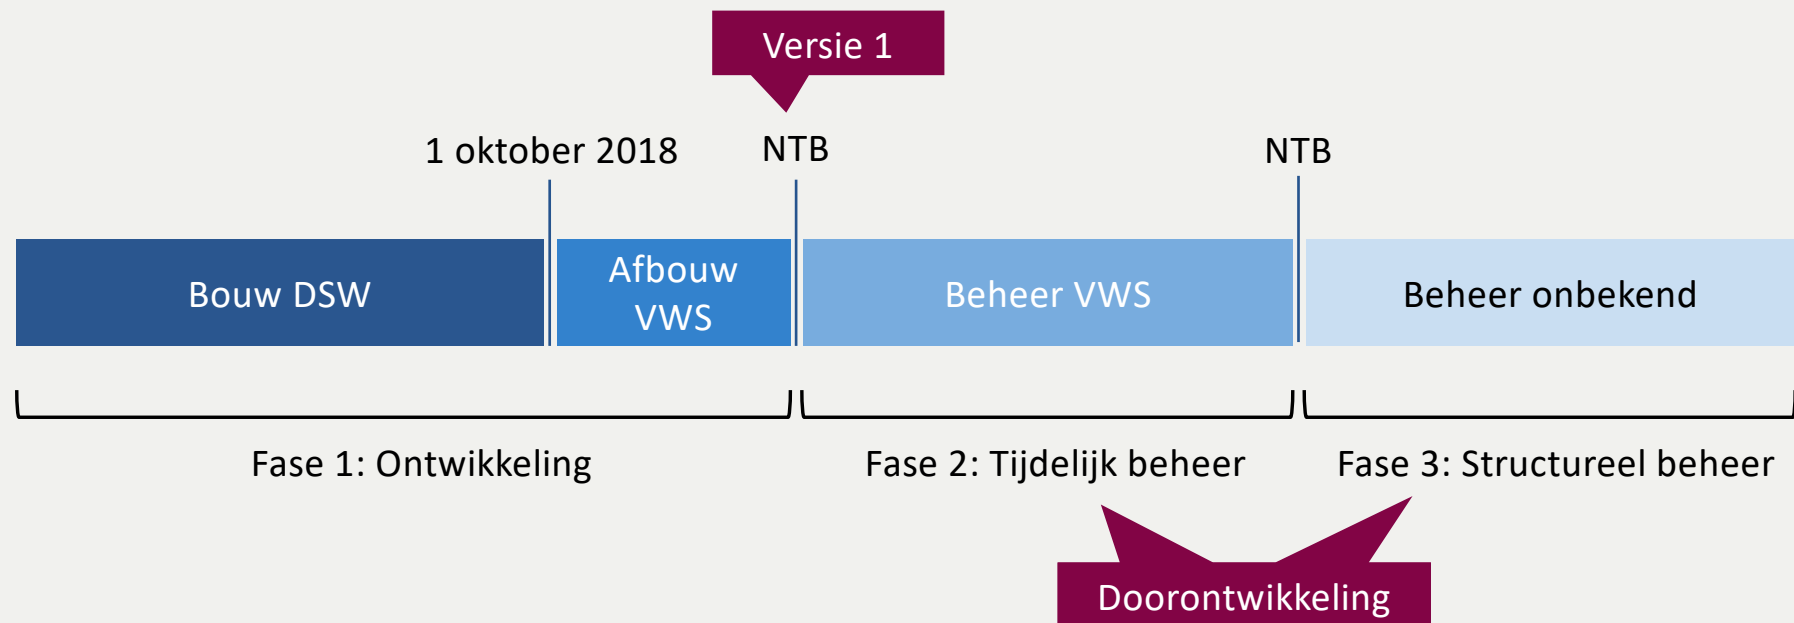 Versie 1
1 oktober 2018
NTB
NTB
Bouw DSW
Afbouw
VWS
Beheer VWS
Beheer onbekend
Fase 1: Ontwikkeling
Fase 2: Tijdelijk beheer
Fase 3: Structureel beheer
Doorontwikkeling